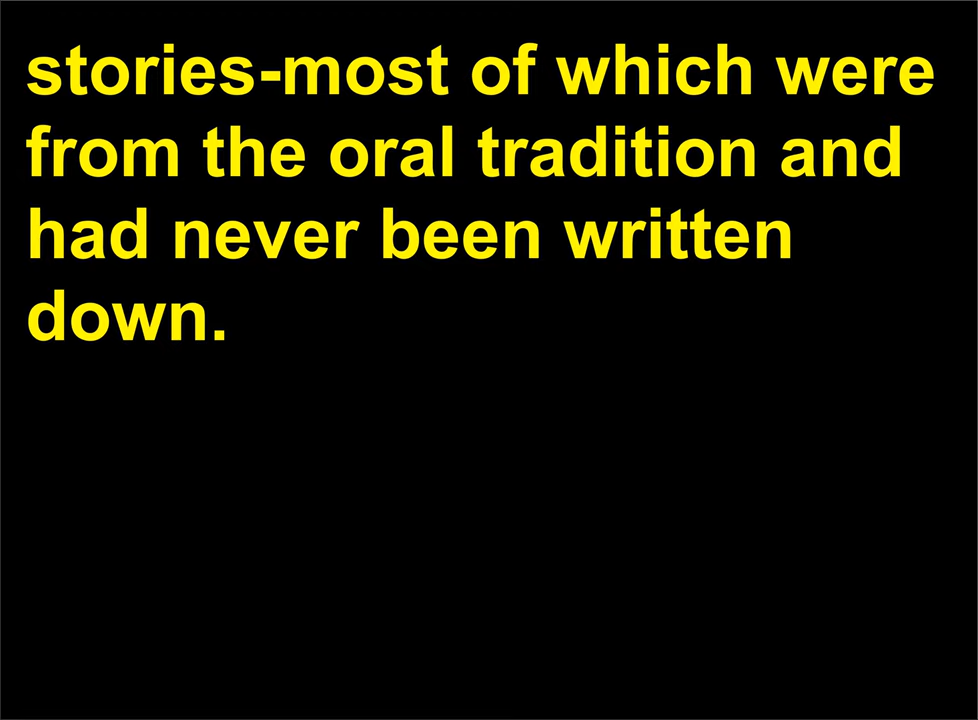 stories-most of which were
from the oral tradition and
had never been written
down.